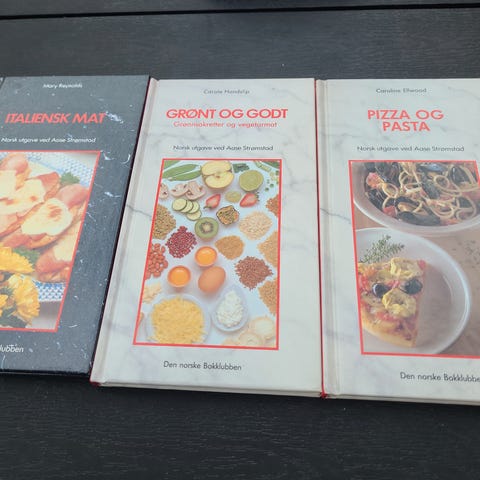 Mary Reynolds
ITALIENSK MAT
Norsk utgave ved Aase Strømstad
klubben
Carole Handslip
GRØNT OG GODT
Grønnsakretter og vegetarmat
Norsk utgave ved Aase Strømstad
Den norske Bokklubben
Caroline Ellwood
PIZZA OG
PASTA
Norsk utgave ved Aase Strømstad
Den norske Bokklubben